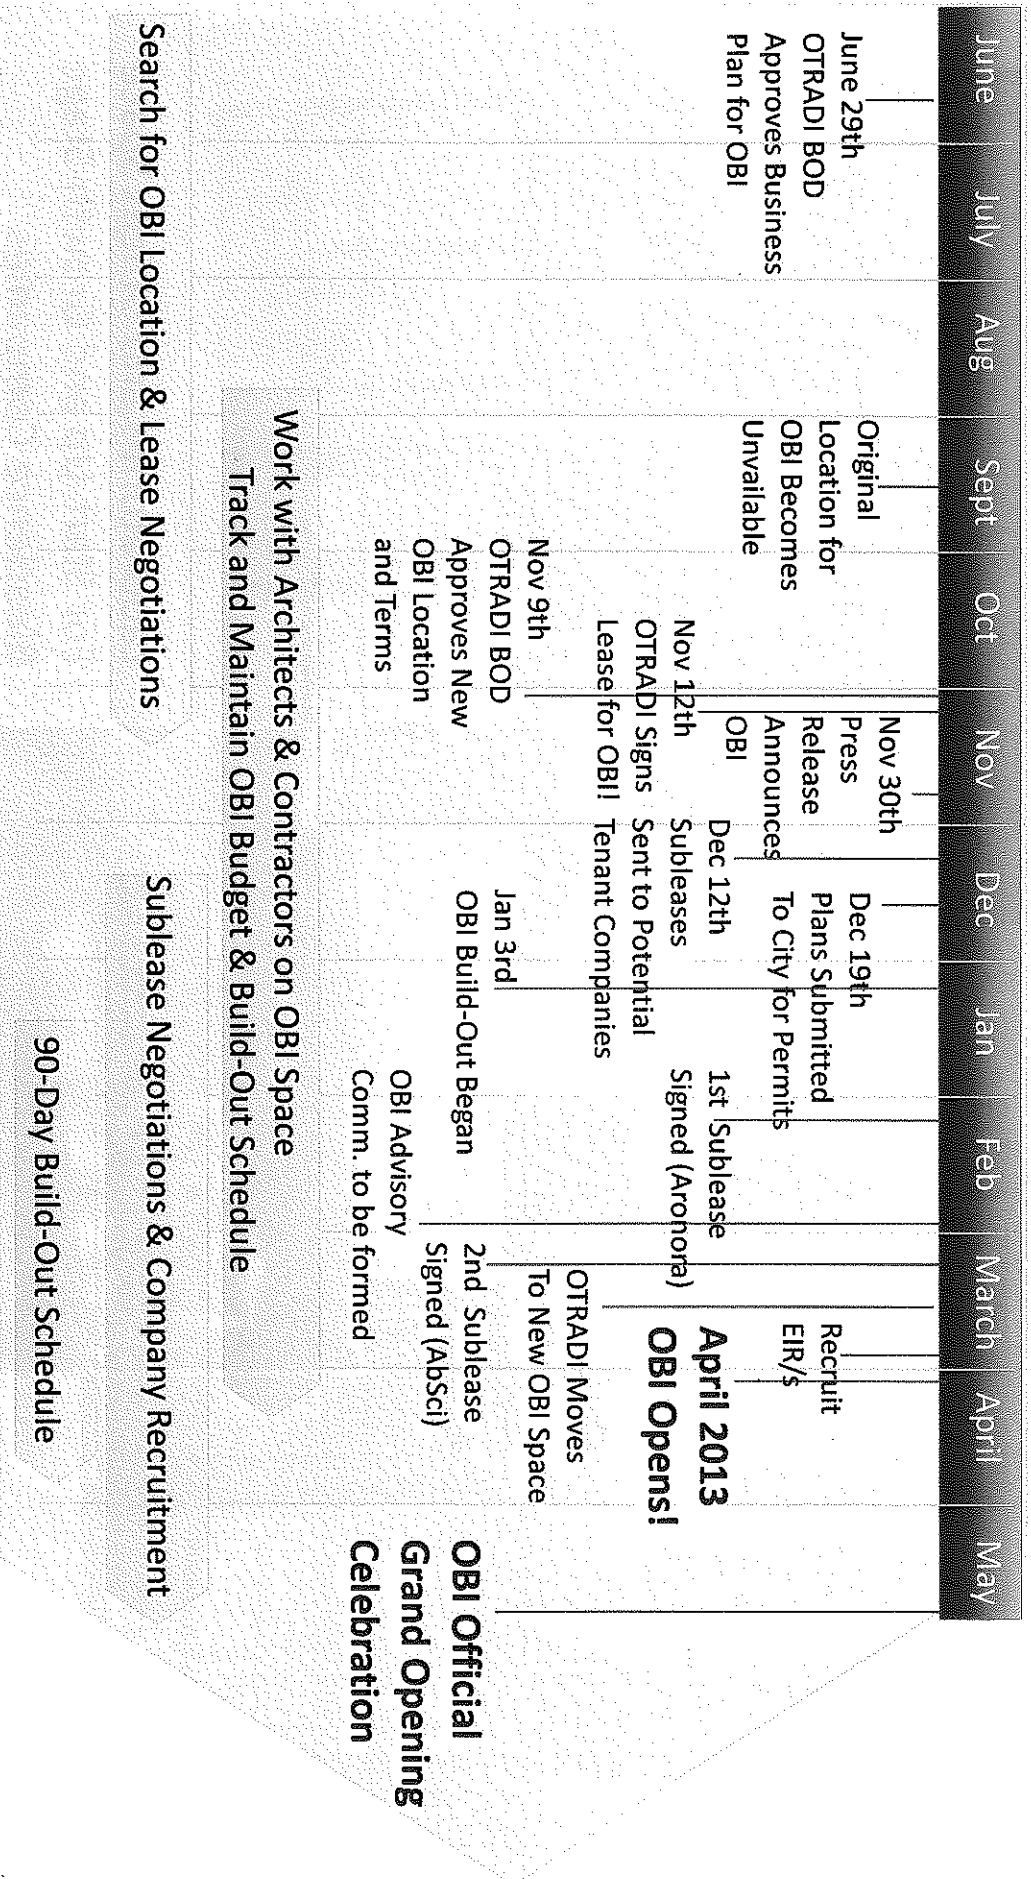 June July Aug Sept Oct Nov Dec Jan Feb March April May
June 29th
OTRADI BOD
Approves Business
Plan for OBI
Original
Location for
OBI Becomes
Unvailable
Nov 9th
OTRADI BOD
Approves New
OBI Location
and Terms
Nov 12th
OTRADI Signs
Lease for OBI!
Nov 30th
Press
Release
Announces
OBI
Dec 12th
Subleases
Sent to Potential
Tenant Companies
Dec 19th
Plans Submitted
To City for Permits
Jan 3rd
OBI Build-Out Began
1st Sublease
Signed (Aronora)
OBI Advisory
Comm. to be formed
2nd Sublease
Signed (AbSci)
OTRADI Moves
To New OBI Space
Recruit
EIR/s
April 2013
OBI Opens!
OBI Official
Grand Opening
Celebration
Work with Architects & Contractors on OBI Space
Track and Maintain OBI Budget & Build-Out Schedule
Search for OBI Location & Lease Negotiations
Sublease Negotiations & Company Recruitment
90-Day Build-Out Schedule